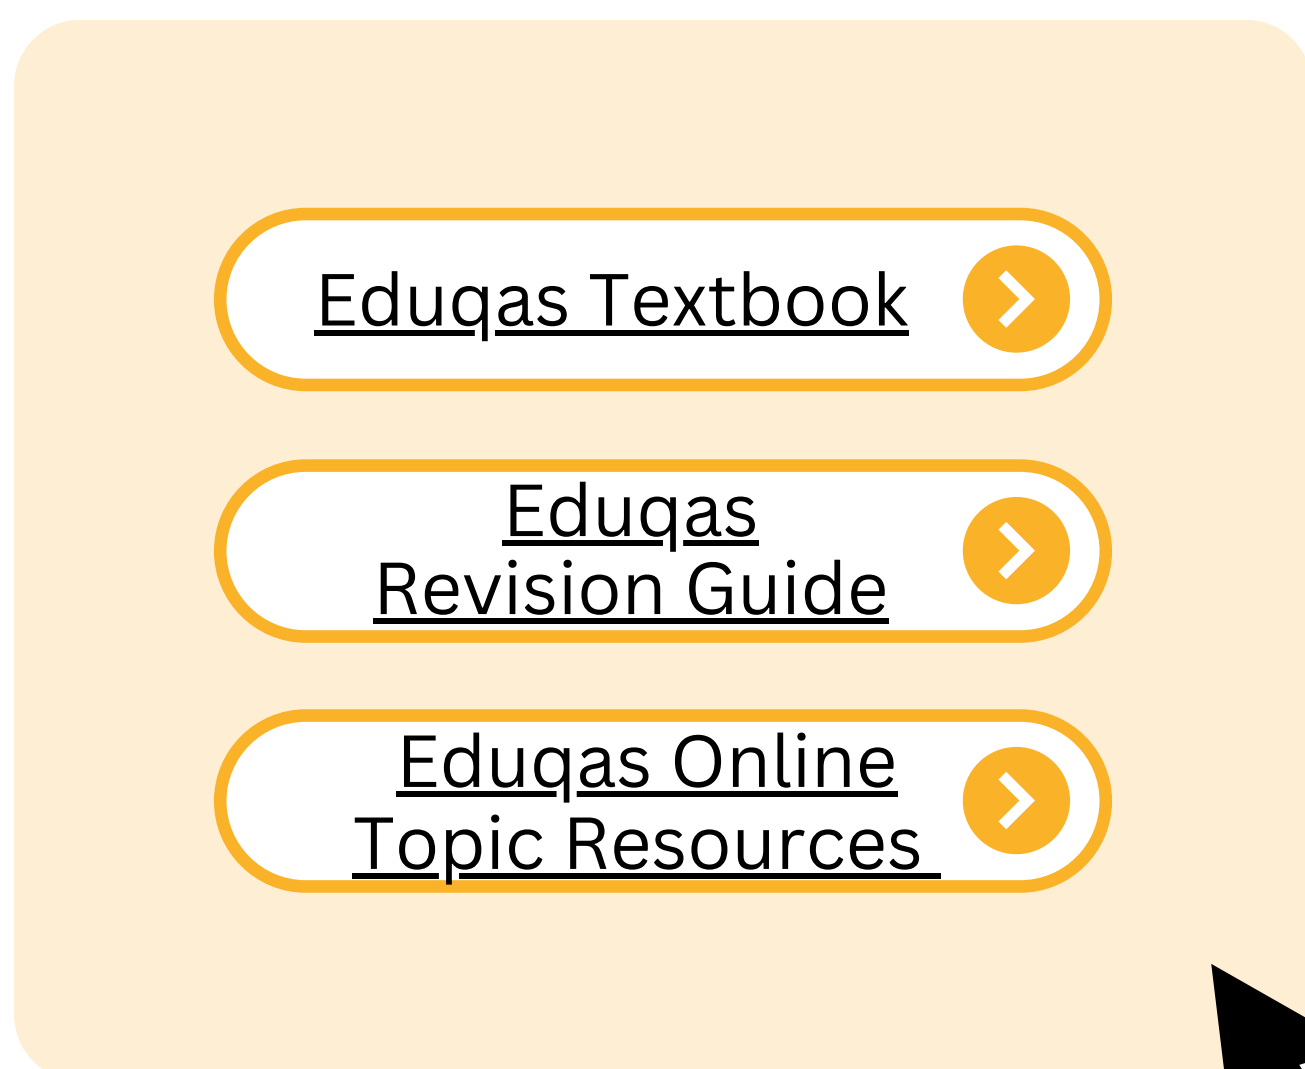 Eduqas Textbook
Eduqas
Revision Guide
Eduqas Online
Topic Resources